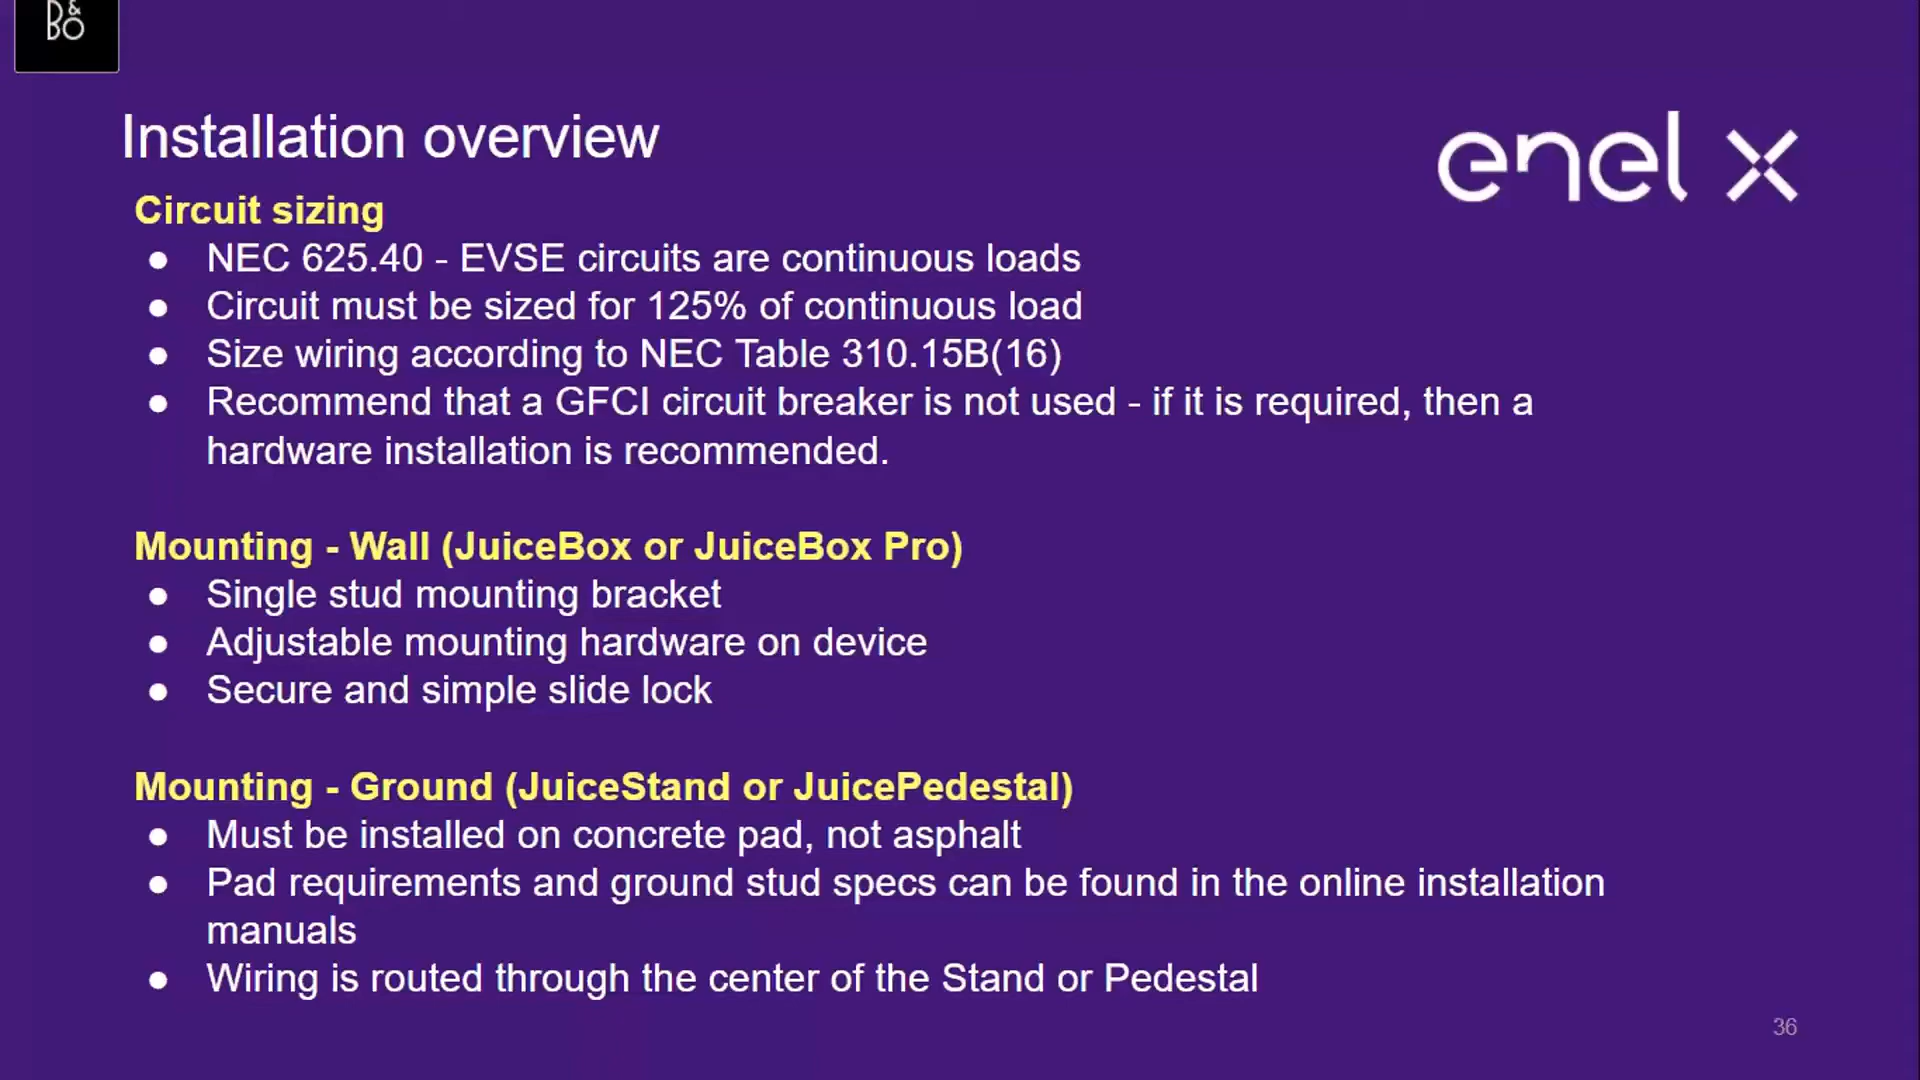 B&O
Installation overview
enel x
Circuit sizing
● NEC 625.40 - EVSE circuits are continuous loads
● Circuit must be sized for 125% of continuous load
● Size wiring according to NEC Table 310.15B(16)
● Recommend that a GFCI circuit breaker is not used - if it is required, then a
hardware installation is recommended.
Mounting - Wall (JuiceBox or JuiceBox Pro)
● Single stud mounting bracket
● Adjustable mounting hardware on device
● Secure and simple slide lock
Mounting - Ground (JuiceStand or JuicePedestal)
● Must be installed on concrete pad, not asphalt
● Pad requirements and ground stud specs can be found in the online installation
manuals
● Wiring is routed through the center of the Stand or Pedestal
36